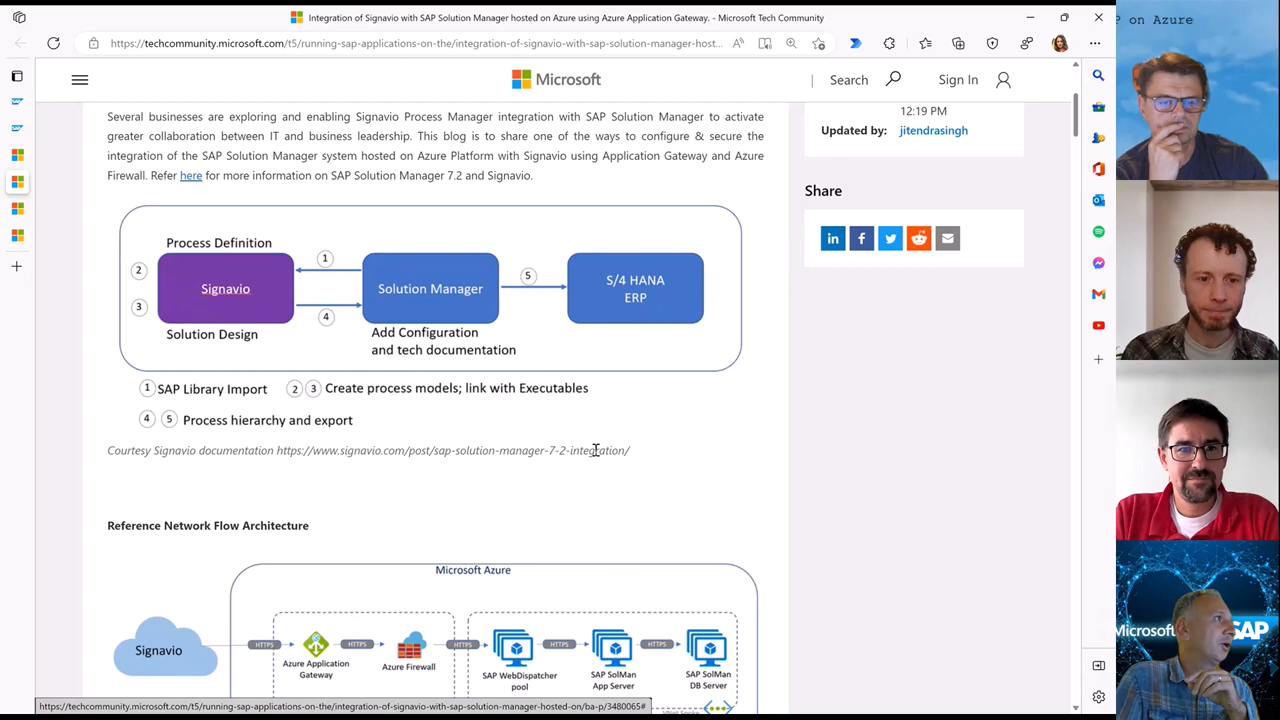 Integration of Signavio with SAP Solution Manager hosted on Azure using Azure Application Gateway. - Microsoft Tech Community
https://techcommunity.microsoft.com/t5/running-sap-applications-on-the/integration-of-signavio-with-sap-solution-manager-host...
P on Azure
Microsoft
Search
Sign In
Several businesses are exploring and enabling Signavio Process Manager integration with SAP Solution Manager to activate
greater collaboration between IT and business leadership. This blog is to share one of the ways to configure & secure the
integration of the SAP Solution Manager system hosted on Azure Platform with Signavio using Application Gateway and Azure
Firewall. Refer here for more information on SAP Solution Manager 7.2 and Signavio.
12:19 PM
Updated by: jitendrasingh
Share
Process Definition
2
3
Signavio
Solution Design
1
4
Solution Manager
Add Configuration
and tech documentation
5
S/4 HANA
ERP
1 SAP Library Import 2 3 Create process models; link with Executables
4 5 Process hierarchy and export
Courtesy Signavio documentation https://www.signavio.com/post/sap-solution-manager-7-2-integration/
Reference Network Flow Architecture
Microsoft Azure
Signavio
HTTPS
Azure Application
Gateway
HTTPS
Azure Firewall
HTTPS
SAP WebDispatcher
pool
HTTPS
SAP SolMan
App Server
HTTPS
SAP SolMan
DB Server
https://techcommunity.microsoft.com/t5/running-sap-applications-on-the/integration-of-signavio-with-sap-solution-manager-hosted-on/ba-p/3480065#
Microsoft
SAP